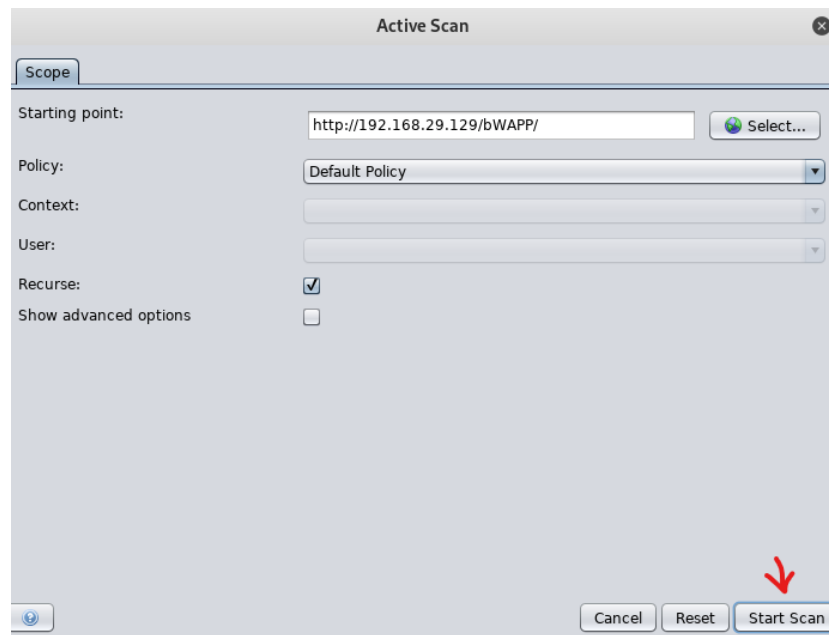 Active Scan
Scope
Starting point:
http://192.168.29.129/bWAPP/
Select...
Policy:
Default Policy
Context:
User:
Recurse:
Show advanced options
Cancel
Reset
Start Scan